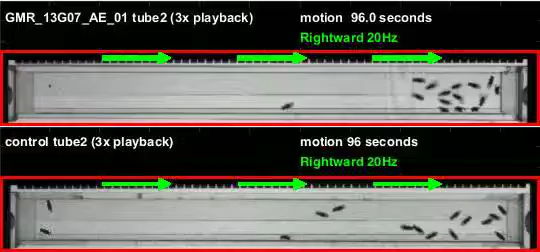 GMR_13G07_AE_01 tube2 (3x playback)
motion  96.0 seconds
Rightward 20Hz
control tube2 (3x playback)
motion 96 seconds
Rightward 20Hz